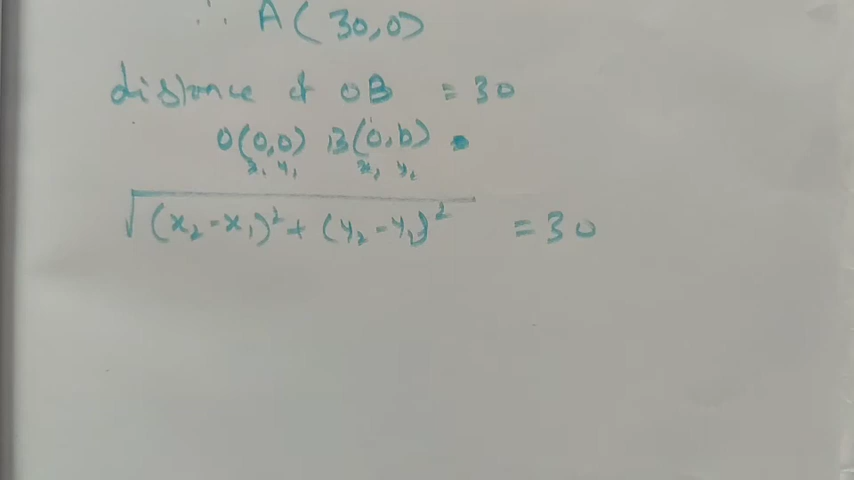 ∴ A(30,0)
distance of OB = 30
O(0,0) B(0,b)
x₁ y₁ x₂ y₂
√(x₂-x₁)² + (y₂-y₁)² = 30